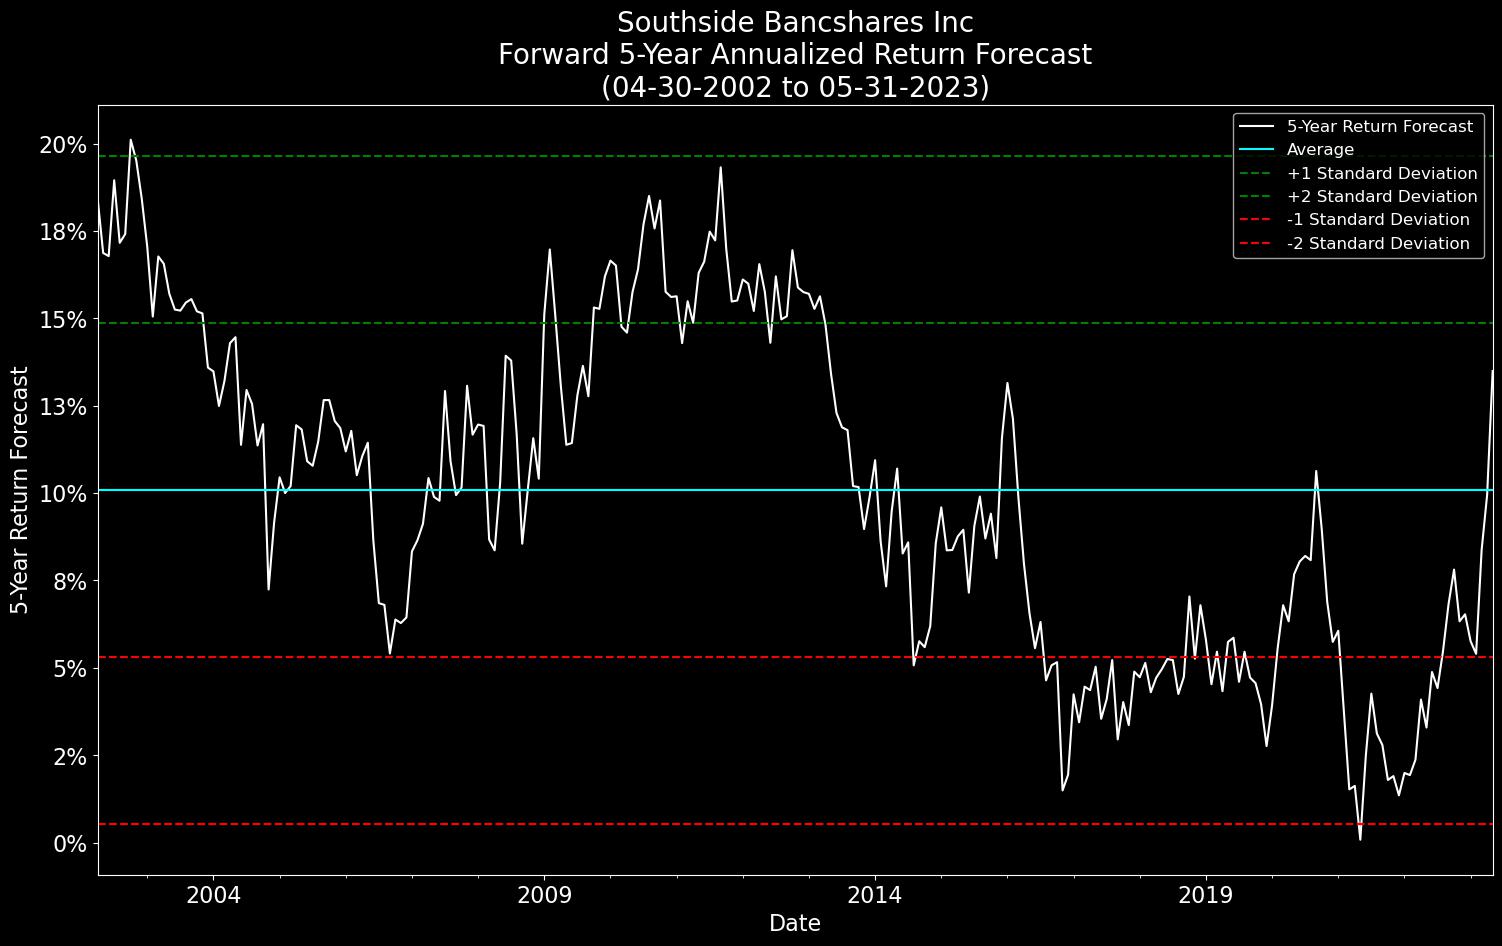 Southside Bancshares Inc
Forward 5-Year Annualized Return Forecast
(04-30-2002 to 05-31-2023)
5-Year Return Forecast
Average
+1 Standard Deviation
+2 Standard Deviation
-1 Standard Deviation
-2 Standard Deviation
20%
18%
15%
13%
10%
8%
5%
2%
0%
5-Year Return Forecast
2004
2009
2014
2019
Date